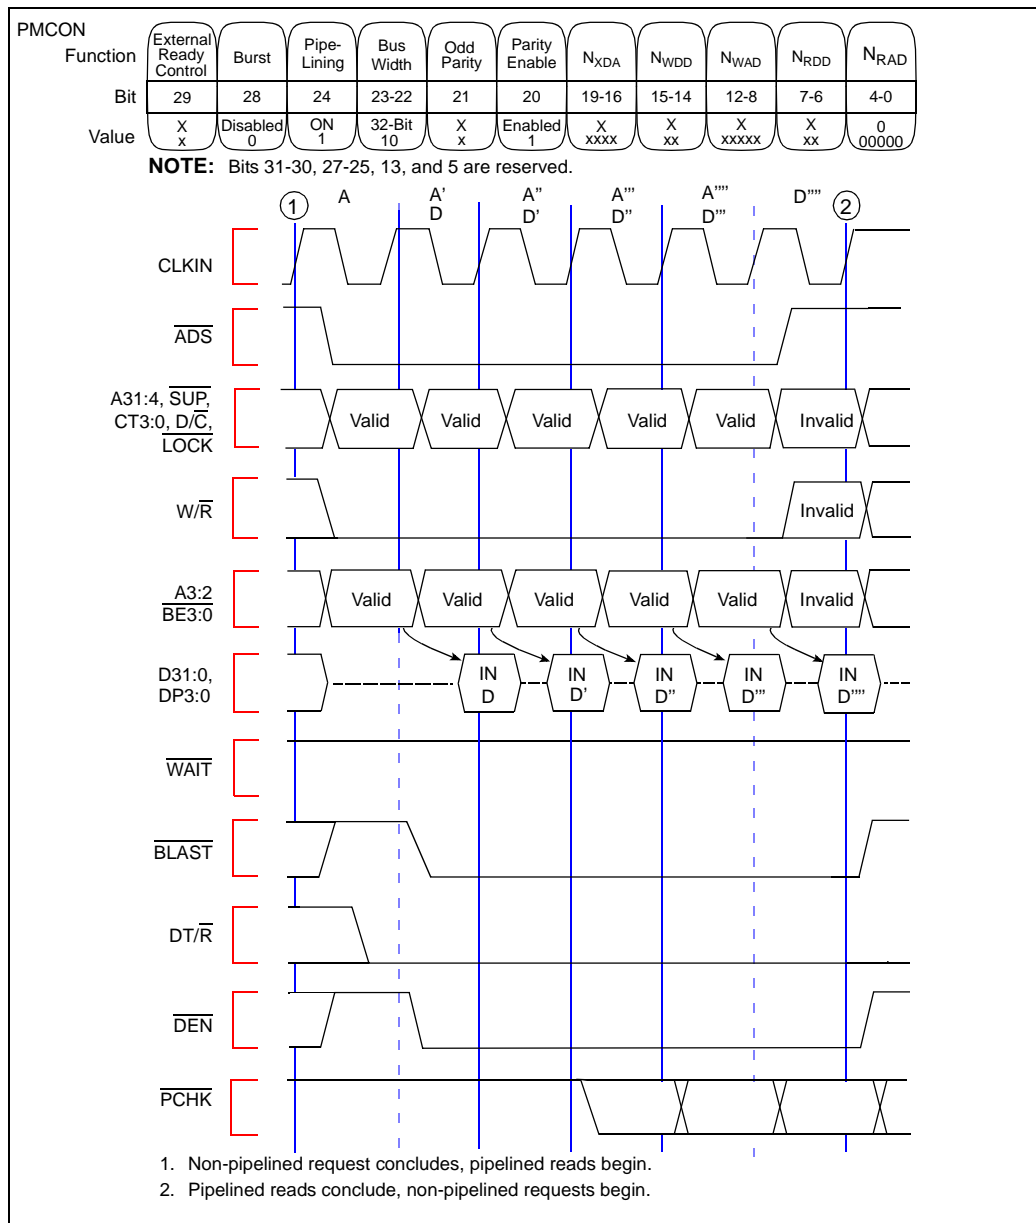 PMCON
Function External Ready Control Burst Pipe-Lining Bus Width Odd Parity Parity Enable NXDA NWDD NWAD NRDD NRAD
Bit 29 28 24 23-22 21 20 19-16 15-14 12-8 7-6 4-0
Value X x Disabled 0 ON 1 32-Bit 10 X x Enabled 1 X xxxx X xx X xxxxx X xx 0 00000
NOTE: Bits 31-30, 27-25, 13, and 5 are reserved.
1 A A' D A'' D' A''' D'' A'''' D''' D'''' 2
CLKIN
ADS
A31:4, SUP,
CT3:0, D/C,
LOCK
Valid Valid Valid Valid Valid Invalid
W/R Invalid
A3:2
BE3:0
Valid Valid Valid Valid Valid Invalid
D31:0,
DP3:0
IN D IN D' IN D'' IN D''' IN D''''
WAIT
BLAST
DT/R
DEN
PCHK
1. Non-pipelined request concludes, pipelined reads begin.
2. Pipelined reads conclude, non-pipelined requests begin.